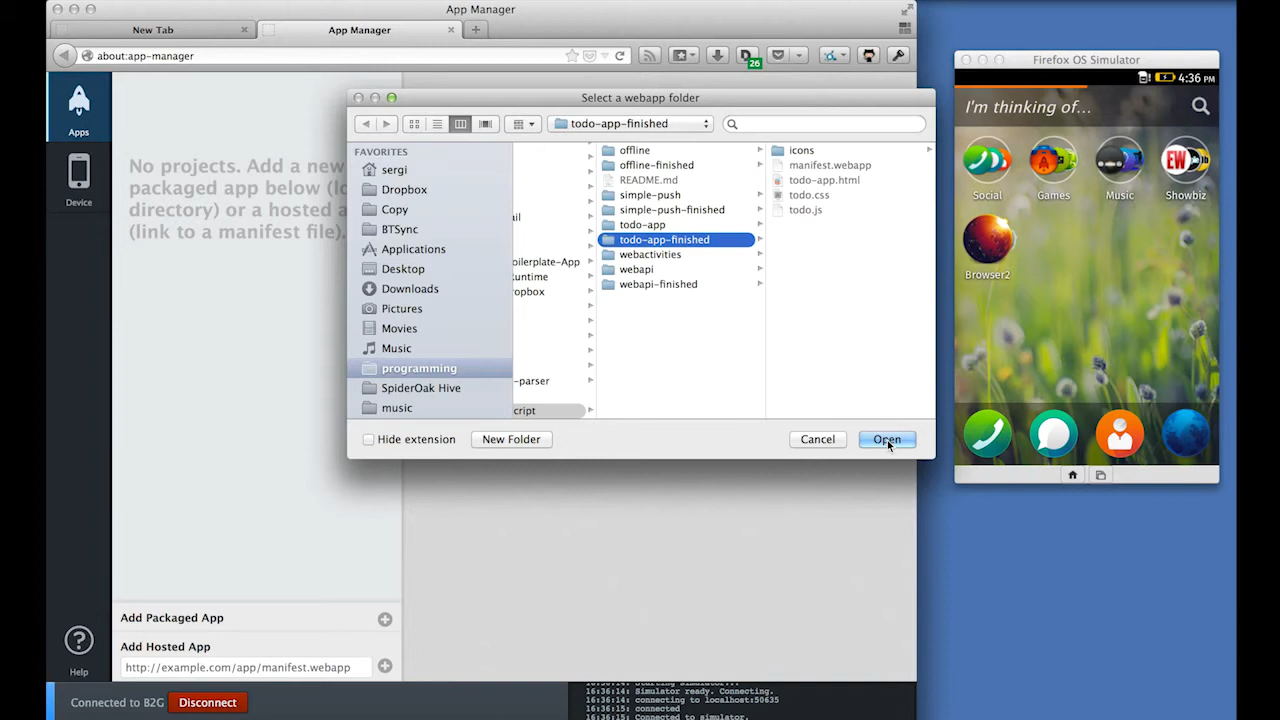 App Manager
New Tab
App Manager
about:app-manager
26
Apps
Device
No projects. Add a new
packaged app below (lo
directory) or a hosted a
(link to a manifest file).
Add Packaged App
Add Hosted App
http://example.com/app/manifest.webapp
Help
Connected to B2G
Disconnect
16:36:14: Starting simulator...
16:36:14: Simulator ready. Connecting.
16:36:14: connecting to localhost:50635
16:36:15: connected
16:36:15: Connected to simulator.
Select a webapp folder
todo-app-finished
FAVORITES
sergi
Dropbox
Copy
BTSync
Applications
Desktop
Downloads
Pictures
Movies
Music
programming
SpiderOak Hive
music
ail
oilerplate-App
untime
opbox
-parser
cript
offline
offline-finished
README.md
simple-push
simple-push-finished
todo-app
todo-app-finished
webactivities
webapi
webapi-finished
icons
manifest.webapp
todo-app.html
todo.css
todo.js
Hide extension
New Folder
Cancel
Open
Firefox OS Simulator
4:36 PM
I'm thinking of...
Social
Games
Music
EW
Showbiz
Browser2